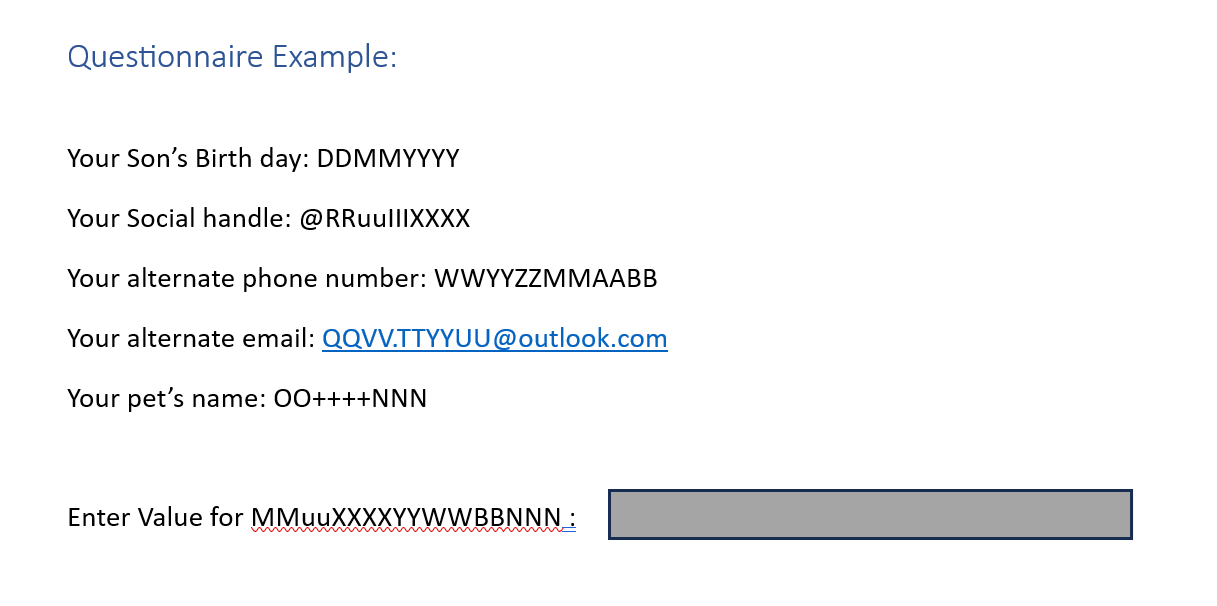 Questionnaire Example:
Your Son’s Birth day: DDMMYYYY
Your Social handle: @RRuuIIIXXXX
Your alternate phone number: WWYYZZMMAABB
Your alternate email: QQVV.TTYYUU@outlook.com
Your pet’s name: OO++++NNN
Enter Value for MMuuXXXXYYWWBBNNN :